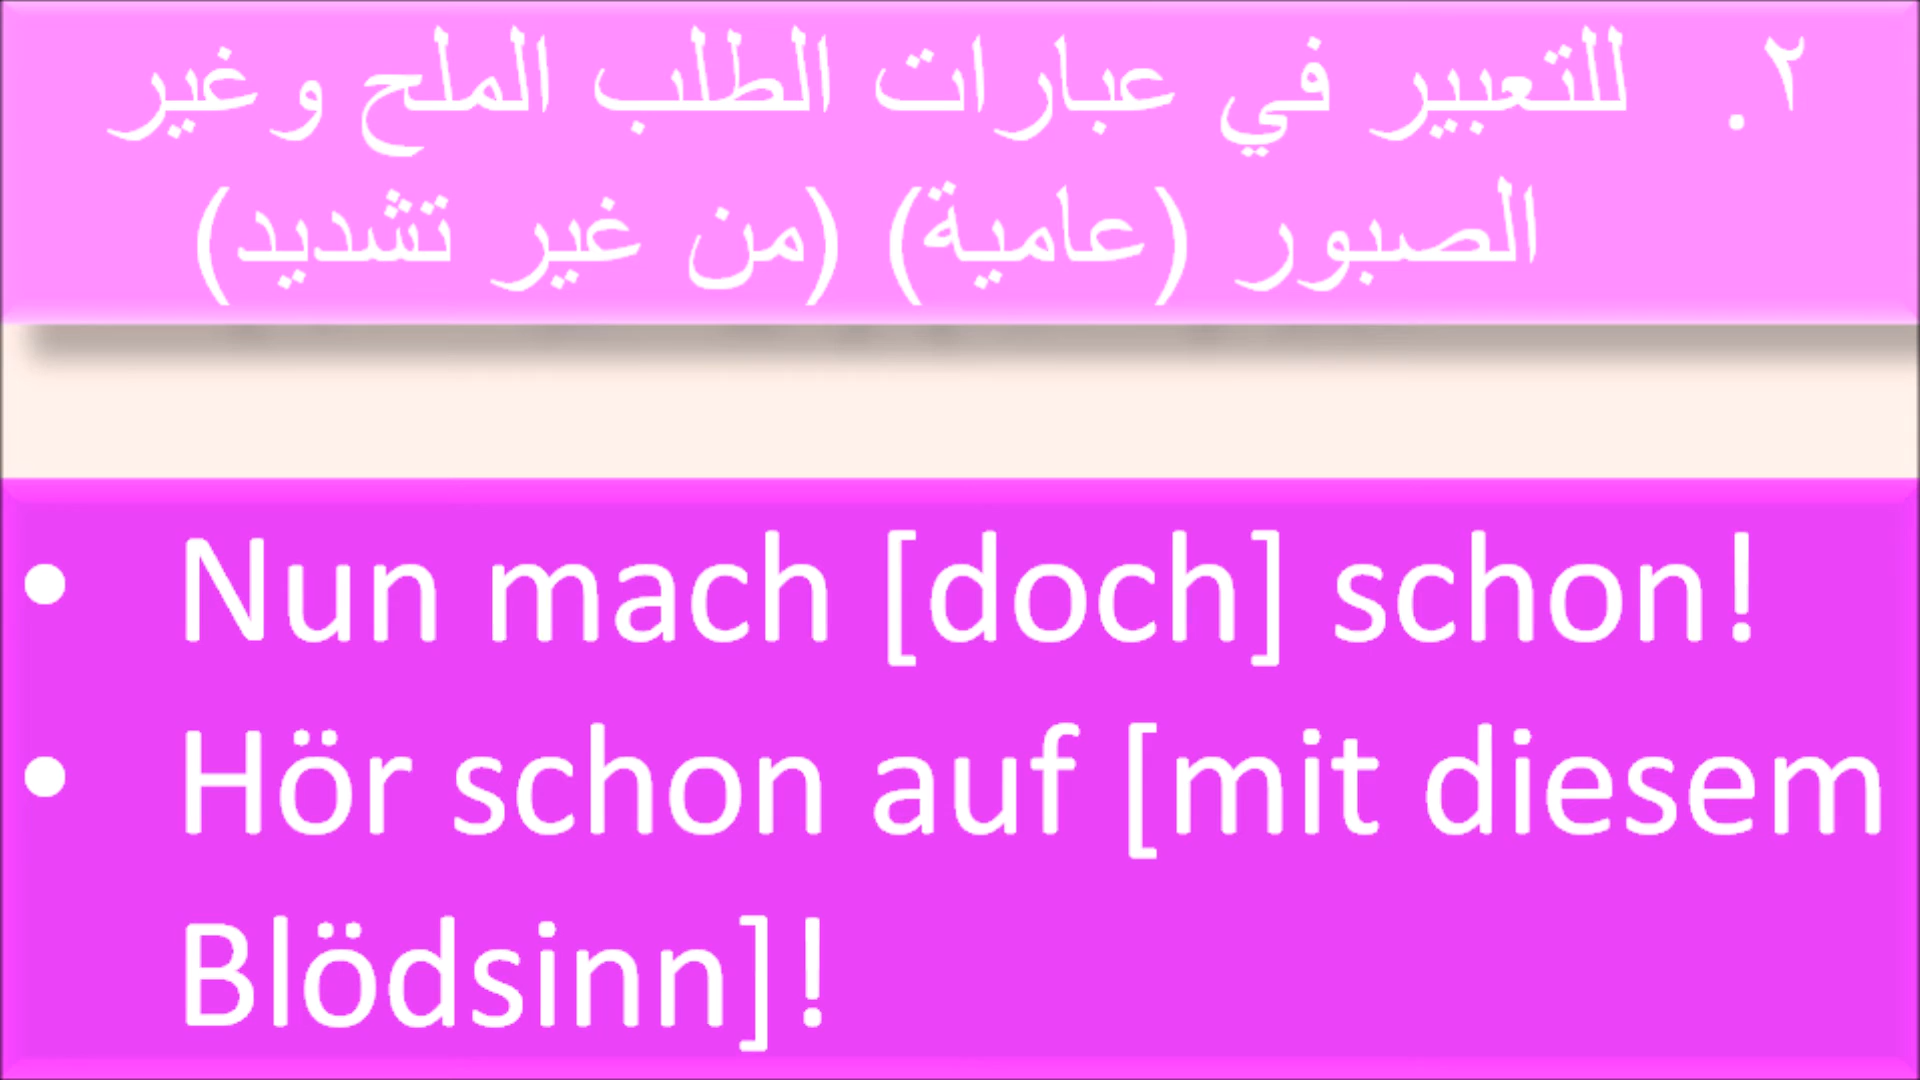 ٢. للتعبير في عبارات الطلب الملح وغير
الصبور (عامية) (من غير تشديد)
• Nun mach [doch] schon!
• Hör schon auf [mit diesem
Blödsinn]!